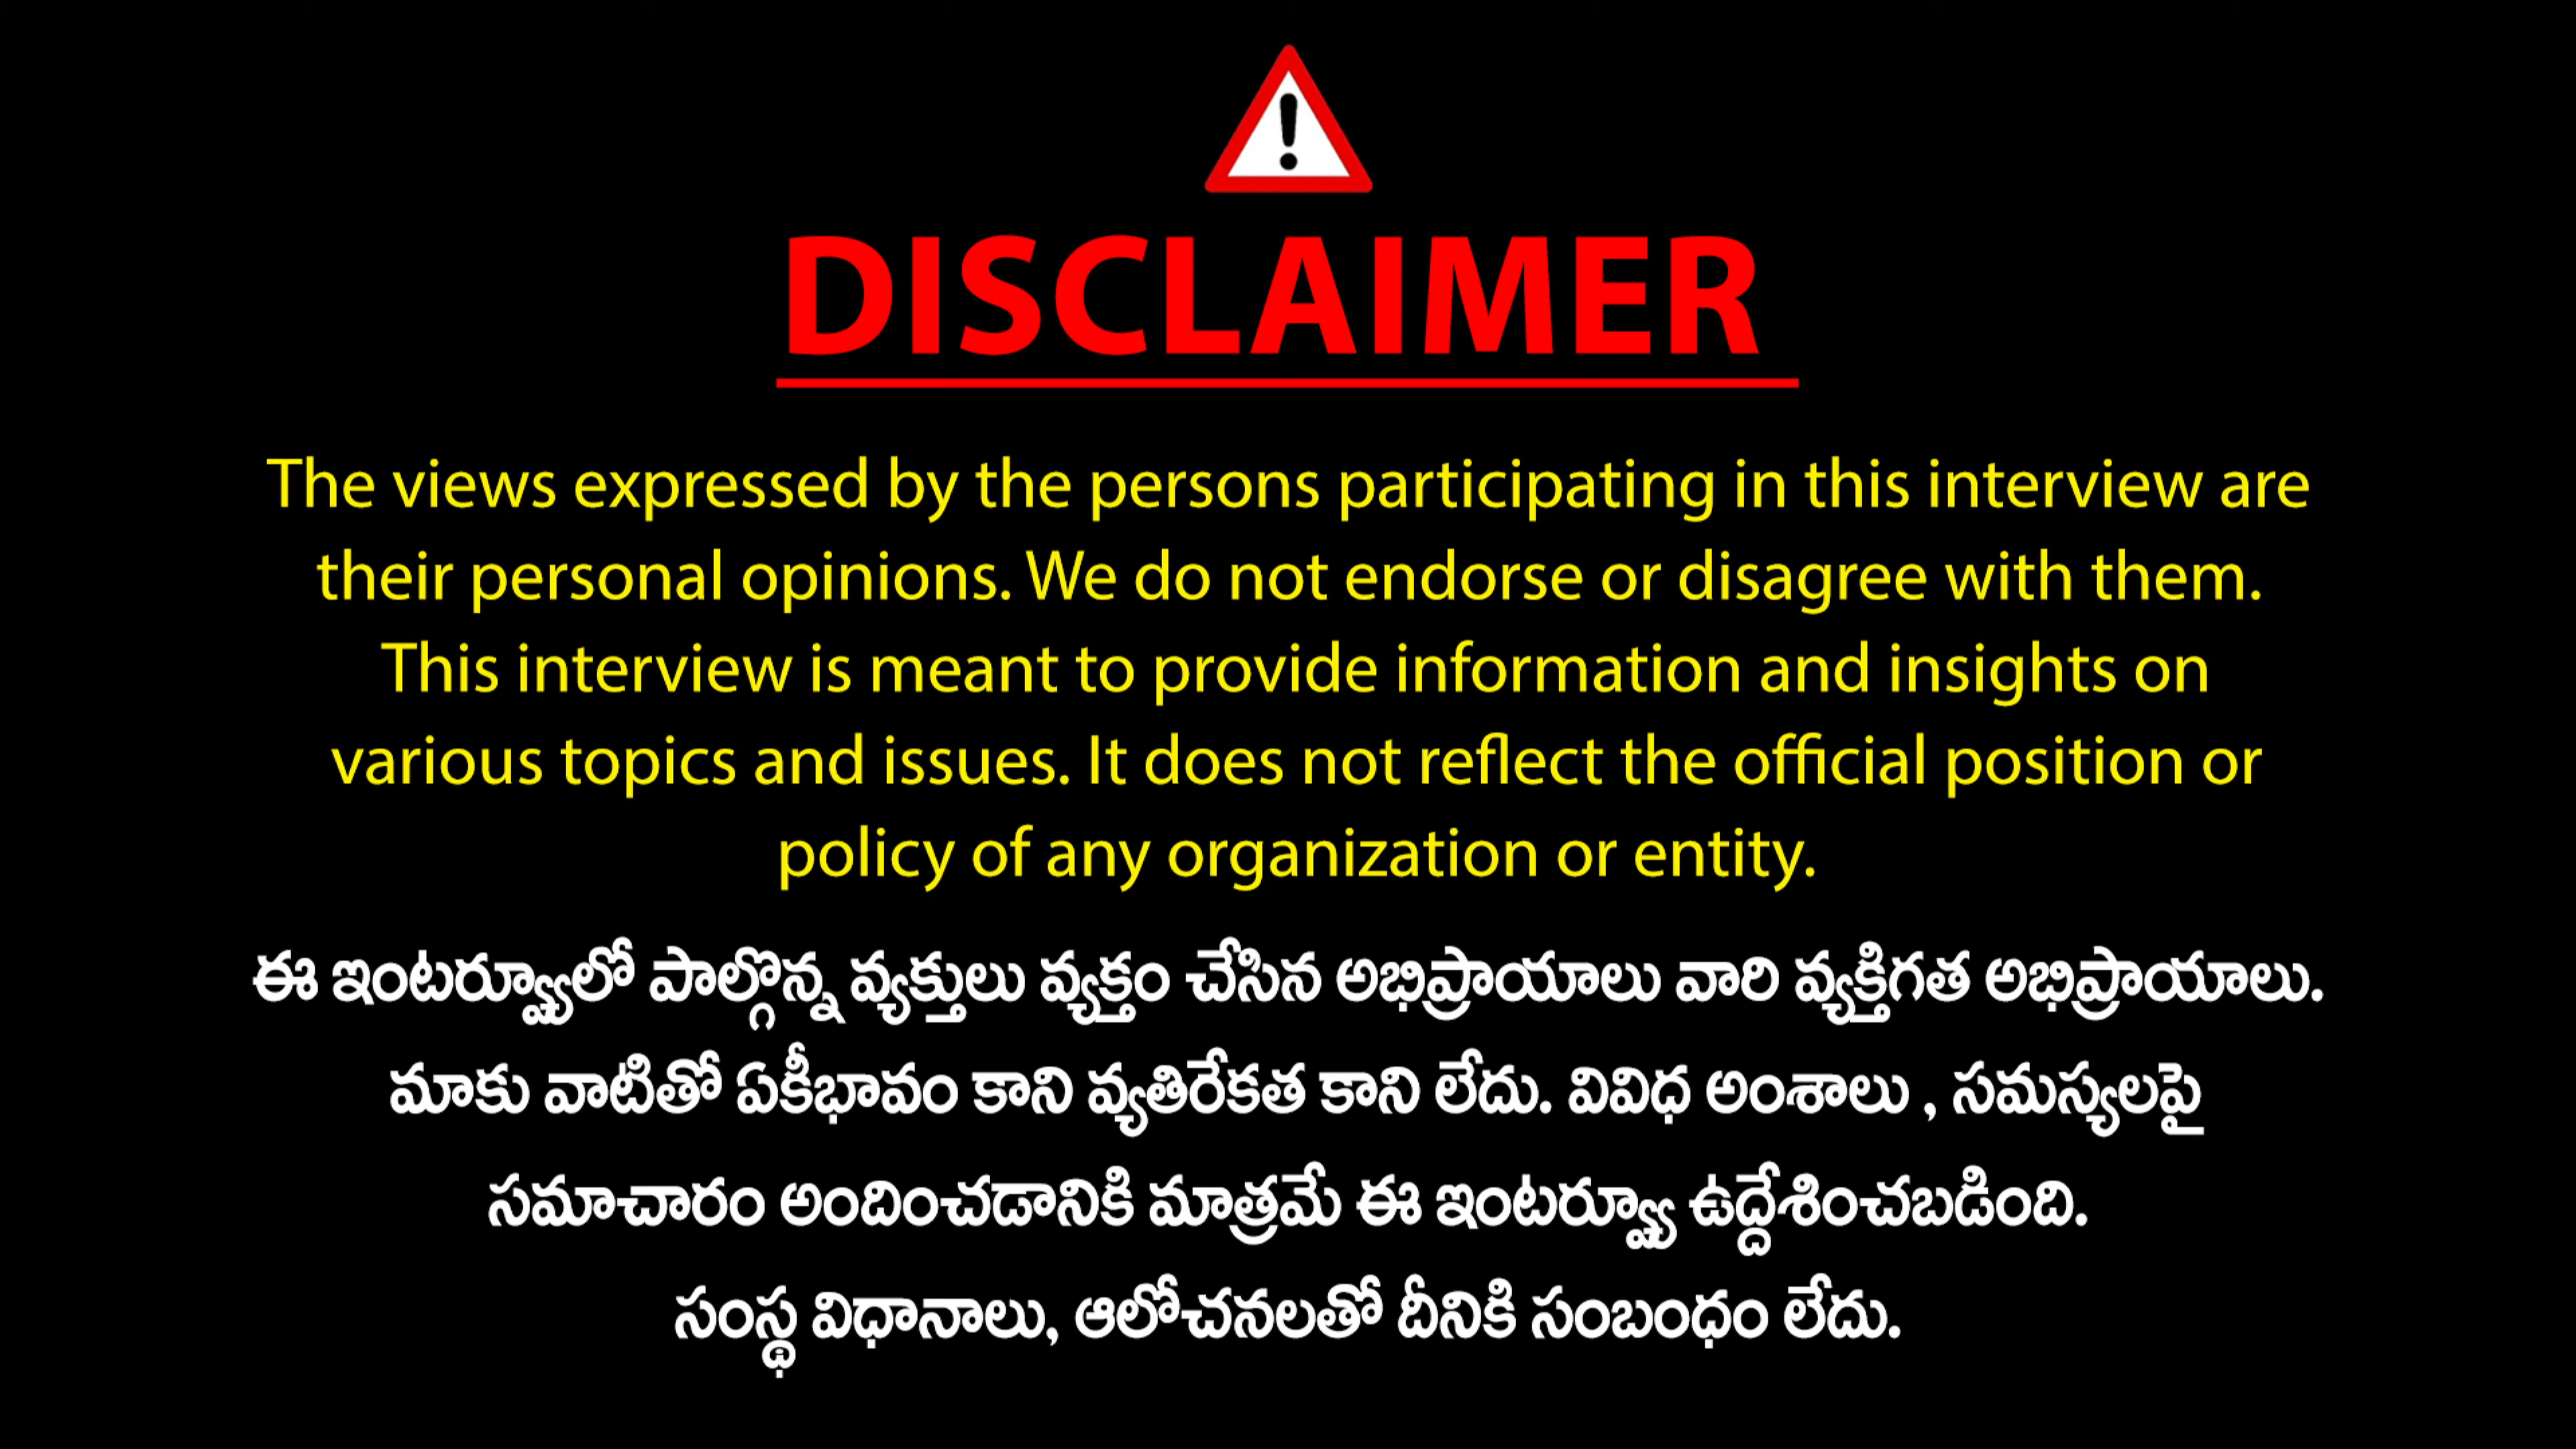 DISCLAIMER
The views expressed by the persons participating in this interview are
their personal opinions. We do not endorse or disagree with them.
This interview is meant to provide information and insights on
various topics and issues. It does not reflect the official position or
policy of any organization or entity.
ఈ ఇంటర్వ్యూలో పాల్గొన్న వ్యక్తులు వ్యక్తం చేసిన అభిప్రాయాలు వారి వ్యక్తిగత అభిప్రాయాలు.
మాకు వాటితో ఏకీభావం కాని వ్యతిరేకత కాని లేదు. వివిధ అంశాలు , సమస్యలపై
సమాచారం అందించడానికి మాత్రమే ఈ ఇంటర్వ్యూ ఉద్దేశించబడింది.
సంస్థ విధానాలు, ఆలోచనలతో దీనికి సంబంధం లేదు.